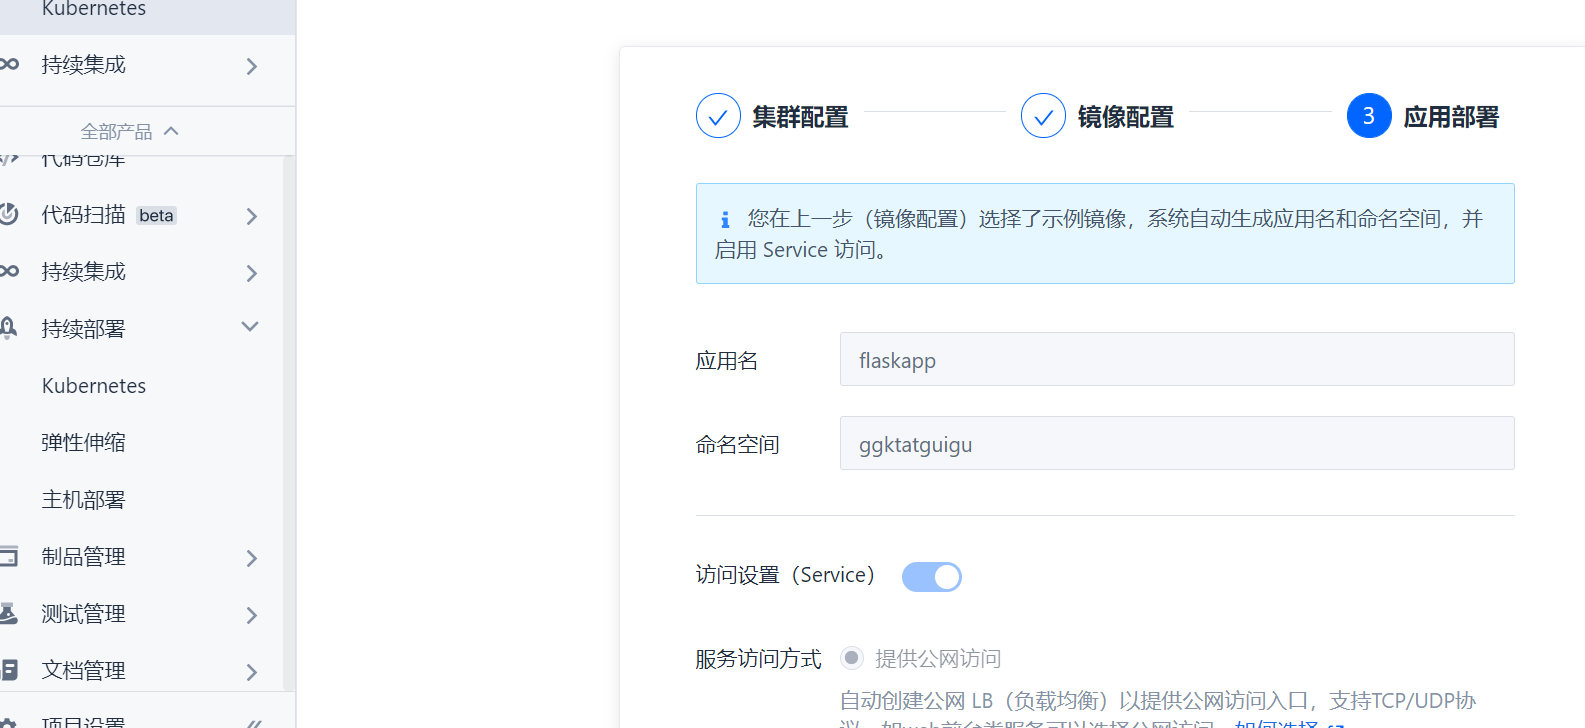 Kubernetes
持续集成
全部产品
代码仓库
代码扫描 beta
持续集成
持续部署
Kubernetes
弹性伸缩
主机部署
制品管理
测试管理
文档管理
项目设置
集群配置
镜像配置
3 应用部署
您在上一步（镜像配置）选择了示例镜像，系统自动生成应用名和命名空间，并
启用 Service 访问。
应用名 flaskapp
命名空间 ggktatguigu
访问设置（Service）
服务访问方式 提供公网访问
自动创建公网 LB（负载均衡）以提供公网访问入口，支持TCP/UDP协
议，如web前台类服务可以选择公网访问。如何选择